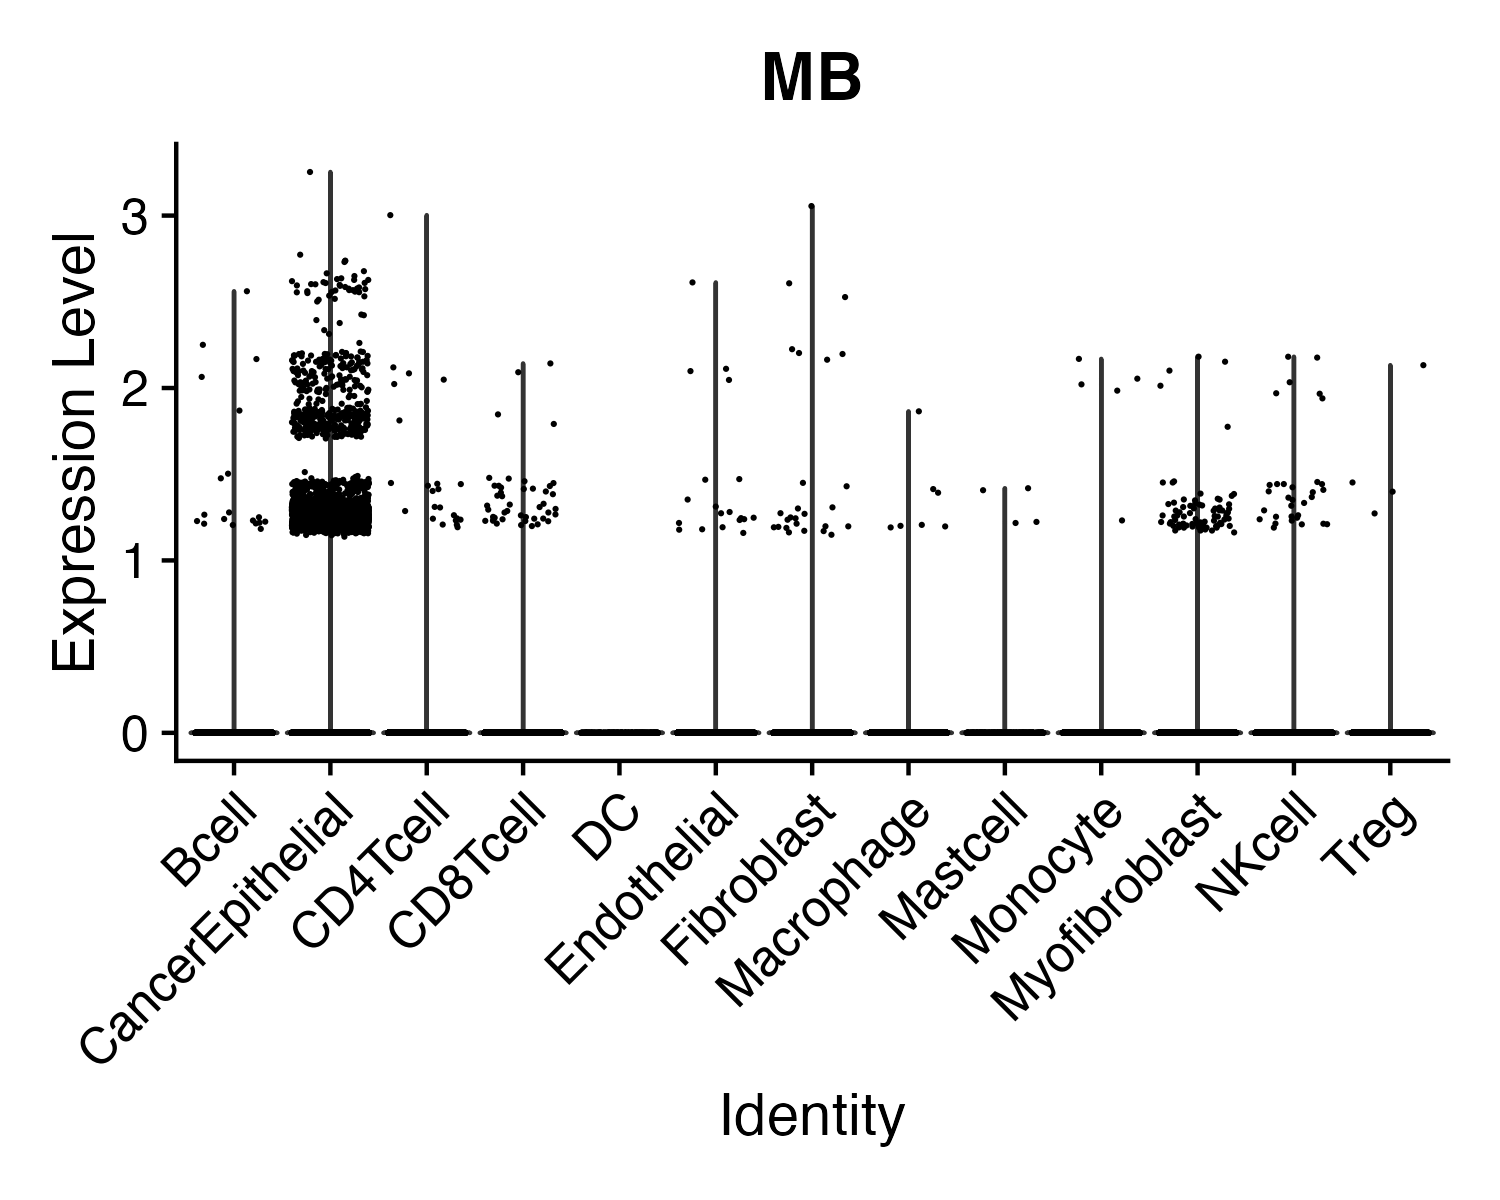 MB
Expression Level
3
2
1
0
Bcell
CancerEpithelial
CD4Tcell
CD8Tcell
DC
Endothelial
Fibroblast
Macrophage
Mastcell
Monocyte
Myofibroblast
NKcell
Treg
Identity